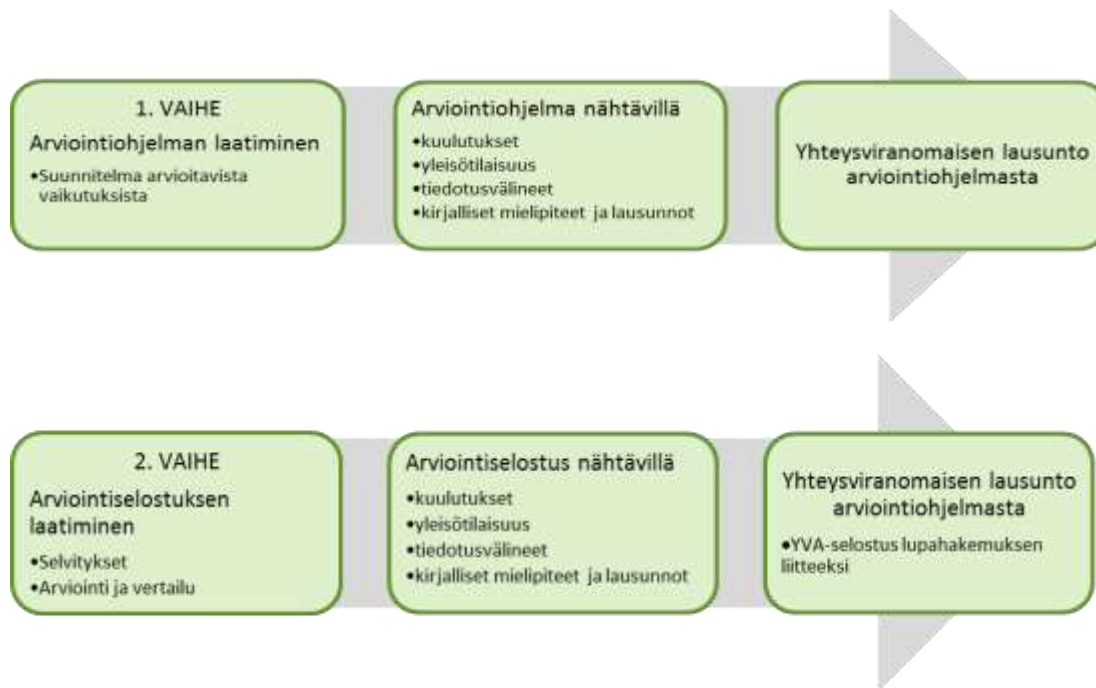 1. VAIHE
Arviointiohjelman laatiminen
•Suunnitelma arvioitavista
vaikutuksista
Arviointiohjelma nähtävillä
•kuulutukset
•yleisötilaisuus
•tiedotusvälineet
•kirjalliset mielipiteet ja lausunnot
Yhteysviranomaisen lausunto
arviointiohjelmasta
2. VAIHE
Arviointiselostuksen
laatiminen
•Selvitykset
•Arviointi ja vertailu
Arviointiselostus nähtävillä
•kuulutukset
•yleisötilaisuus
•tiedotusvälineet
•kirjalliset mielipiteet ja lausunnot
Yhteysviranomaisen lausunto
arviointiohjelmasta
•YVA-selostus lupahakemuksen
liitteeksi